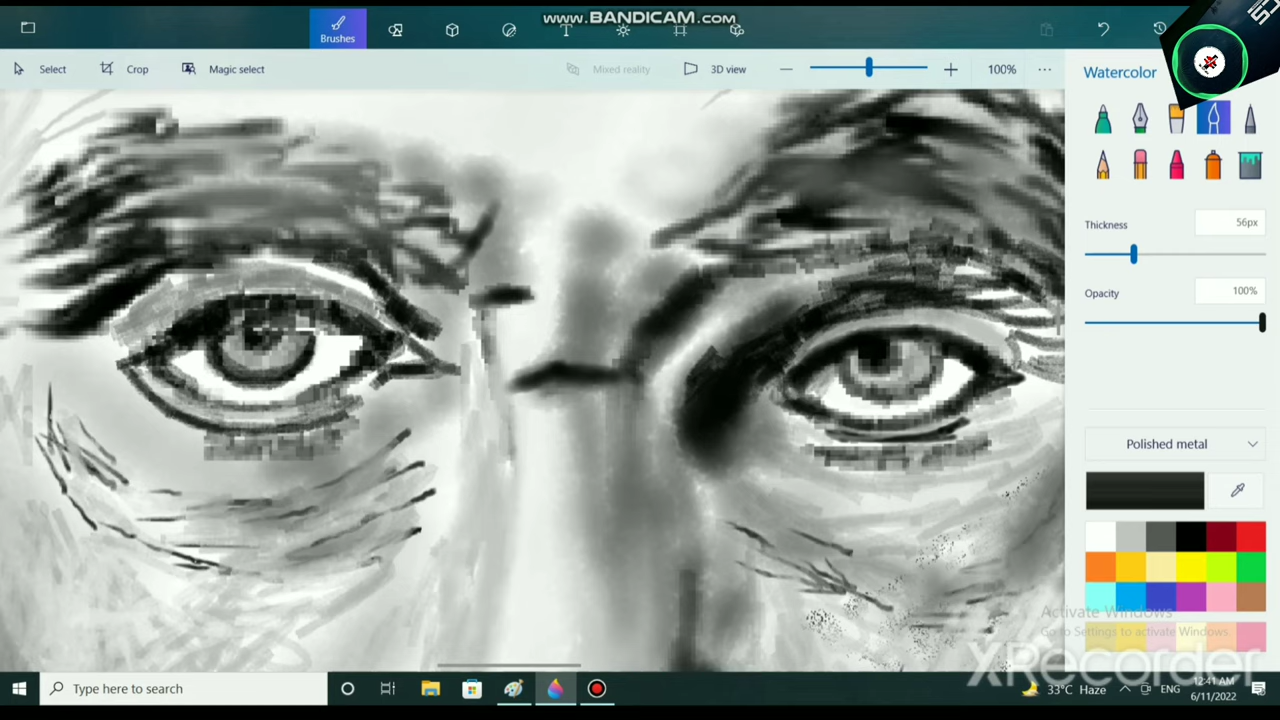 www.BANDICAM.com
Brushes
Select
Crop
Magic select
Mixed reality
3D view
100%
Watercolor
Thickness
56px
Opacity
100%
Polished metal
Activate Windows
Go to Settings to activate Windows.
XRecorder
Type here to search
33°C Haze
ENG
12:41 AM
6/11/2022